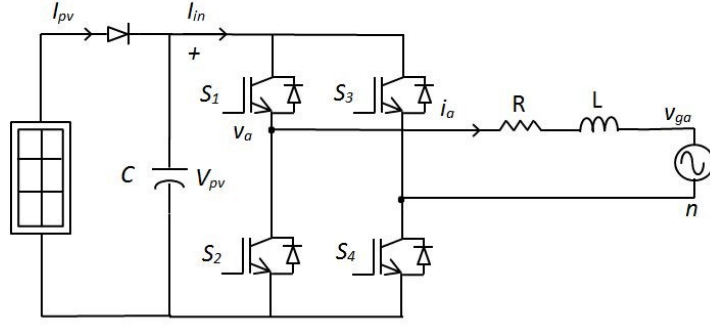 I_pv
I_in
+
S_1
S_3
i_a
R
L
v_ga
v_a
C
V_pv
S_2
S_4
n